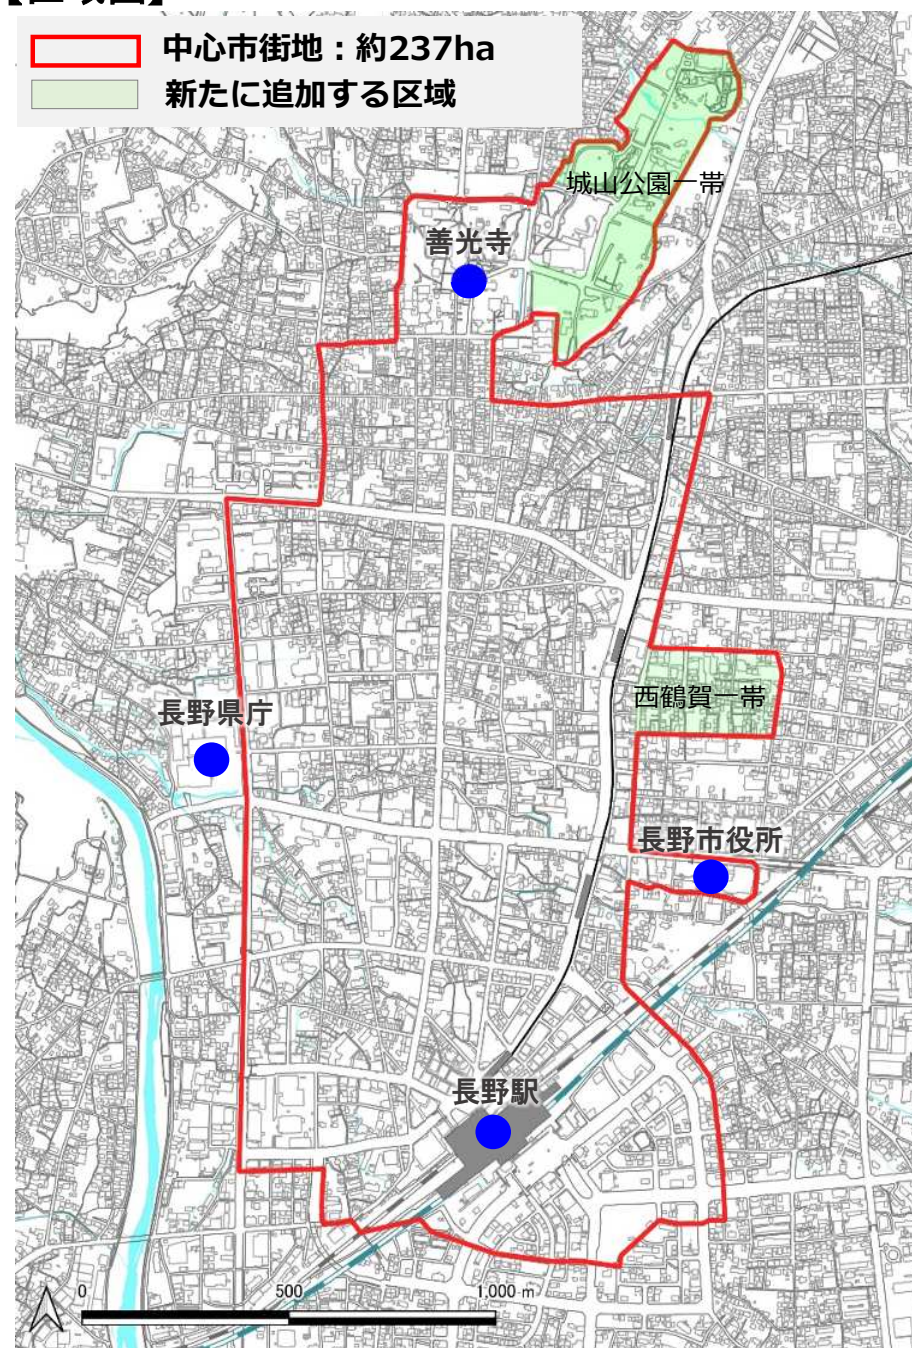 中心市街地：約237ha
新たに追加する区域
城山公園一帯
善光寺
西鶴賀一帯
長野県庁
長野市役所
長野駅
0 500 1,000 m